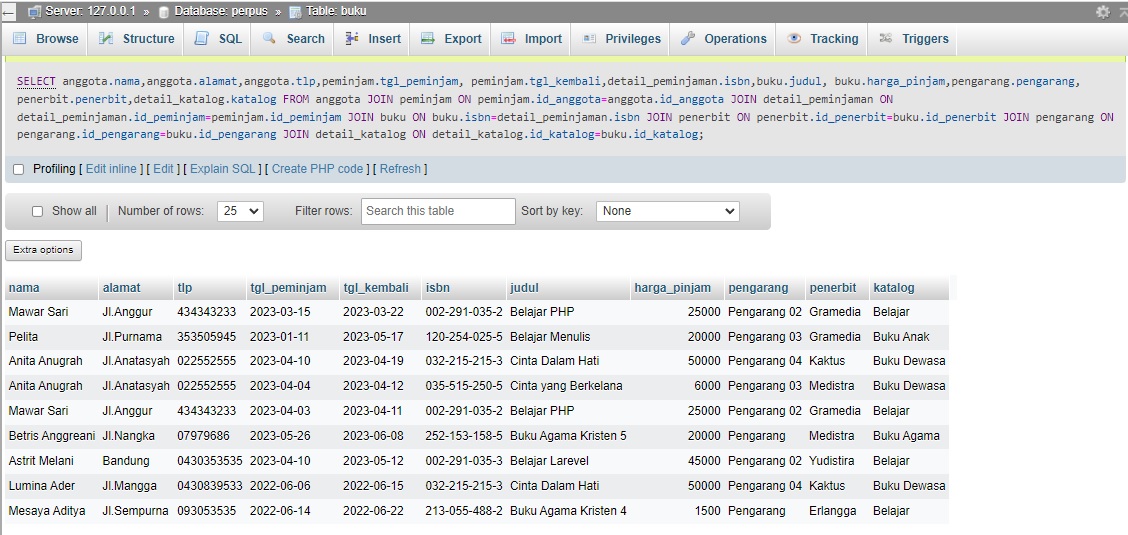 Server: 127.0.0.1 » Database: perpus » Table: buku
Browse Structure SQL Search Insert Export Import Privileges Operations Tracking Triggers
SELECT anggota.nama,anggota.alamat,anggota.tlp,peminjam.tgl_peminjam, peminjam.tgl_kembali,detail_peminjaman.isbn,buku.judul, buku.harga_pinjam,pengarang.pengarang,
penerbit.penerbit,detail_katalog.katalog FROM anggota JOIN peminjam ON peminjam.id_anggota=anggota.id_anggota JOIN detail_peminjaman ON
detail_peminjaman.id_peminjam=peminjam.id_peminjam JOIN buku ON buku.isbn=detail_peminjaman.isbn JOIN penerbit ON penerbit.id_penerbit=buku.id_penerbit JOIN pengarang ON
pengarang.id_pengarang=buku.id_pengarang JOIN detail_katalog ON detail_katalog.id_katalog=buku.id_katalog;
Profiling [ Edit inline ] [ Edit ] [ Explain SQL ] [ Create PHP code ] [ Refresh ]
Show all Number of rows: 25 Filter rows: Search this table Sort by key: None
Extra options
nama alamat tlp tgl_peminjam tgl_kembali isbn judul harga_pinjam pengarang penerbit katalog
Mawar Sari Jl.Anggur 434343233 2023-03-15 2023-03-22 002-291-035-2 Belajar PHP 25000 Pengarang 02 Gramedia Belajar
Pelita Jl.Purnama 353505945 2023-01-11 2023-05-17 120-254-025-5 Belajar Menulis 20000 Pengarang 03 Gramedia Buku Anak
Anita Anugrah Jl.Anatasyah 022552555 2023-04-10 2023-04-19 032-215-215-3 Cinta Dalam Hati 50000 Pengarang 04 Kaktus Buku Dewasa
Anita Anugrah Jl.Anatasyah 022552555 2023-04-04 2023-04-12 035-515-250-5 Cinta yang Berkelana 6000 Pengarang 03 Medistra Buku Dewasa
Mawar Sari Jl.Anggur 434343233 2023-04-03 2023-04-11 002-291-035-2 Belajar PHP 25000 Pengarang 02 Gramedia Belajar
Betris Anggreani Jl.Nangka 07979686 2023-05-26 2023-06-08 252-153-158-5 Buku Agama Kristen 5 20000 Pengarang Medistra Buku Agama
Astrit Melani Bandung 0430353535 2023-04-10 2023-05-12 002-291-035-3 Belajar Larevel 45000 Pengarang 02 Yudistira Belajar
Lumina Ader Jl.Mangga 0430839533 2022-06-06 2022-06-15 032-215-215-3 Cinta Dalam Hati 50000 Pengarang 04 Kaktus Buku Dewasa
Mesaya Aditya Jl.Sempurna 093053535 2022-06-14 2022-06-22 213-055-488-2 Buku Agama Kristen 4 1500 Pengarang Erlangga Belajar